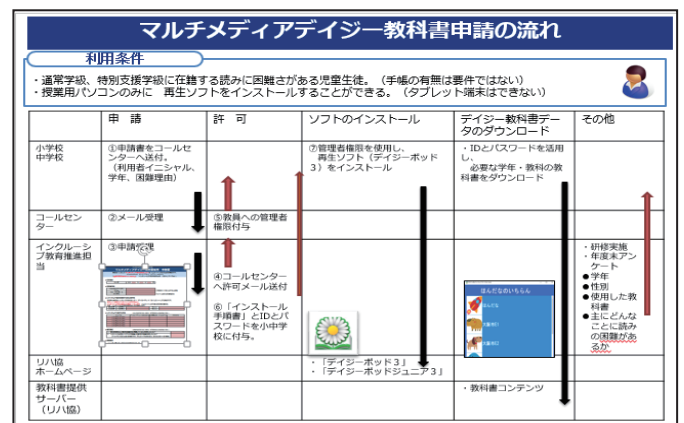 マルチメディアデイジー教科書申請の流れ
利用条件
・通常学級、特別支援学級に在籍する読みに困難さがある児童生徒。（手帳の有無は要件ではない）
・授業用パソコンのみに　再生ソフトをインストールすることができる。（タブレット端末はできない）
申　請
許　可
ソフトのインストール
デイジー教科書デー
タのダウンロード
その他
小学校
中学校
①申請書をコールセ
ンターへ送付。
（利用者イニシャル、
学年、困難理由）
⑦管理者権限を使用し、
再生ソフト（デイジーポッド
３）をインストール
・IDとパスワードを活用
し、
必要な学年・教科の教
科書をダウンロード
コールセン
ター
②メール受理
⑤教員への管理者
権限付与
インクルーシ
ブ教育推進担
当
③申請受理
④コールセンター
へ許可メール送付
⑥「インストール
手順書」とIDとパ
スワードを小中学
校に付与。
ほんだなのいちらん
・研修実施
・年度末アン
ケート
●学年
●性別
●使用した教
科書
●主にどんな
ことに読み
の困難があ
るか
リハ協
ホームページ
・「デイジーポッド３」
・「デイジーポッドジュニア３」
教科書提供
サーバー
（リハ協）
・教科書コンテンツ